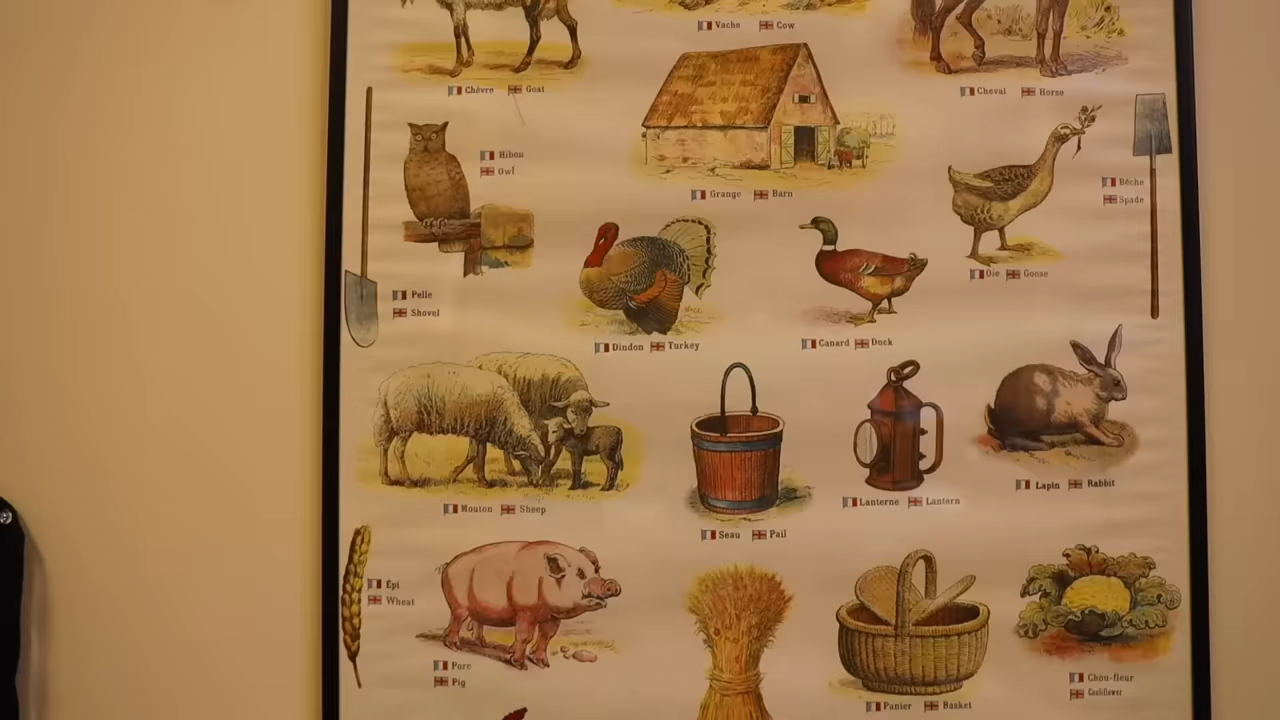 Vache Cow
Chèvre Goat
Cheval Horse
Hibou
Owl
Bêche
Spade
Grange Barn
Oie Goose
Pelle
Shovel
Dindon Turkey
Canard Duck
Lapin Rabbit
Lanterne Lantern
Mouton Sheep
Seau Pail
Épi
Wheat
Porc
Pig
Chou-fleur
Cauliflower
Panier Basket